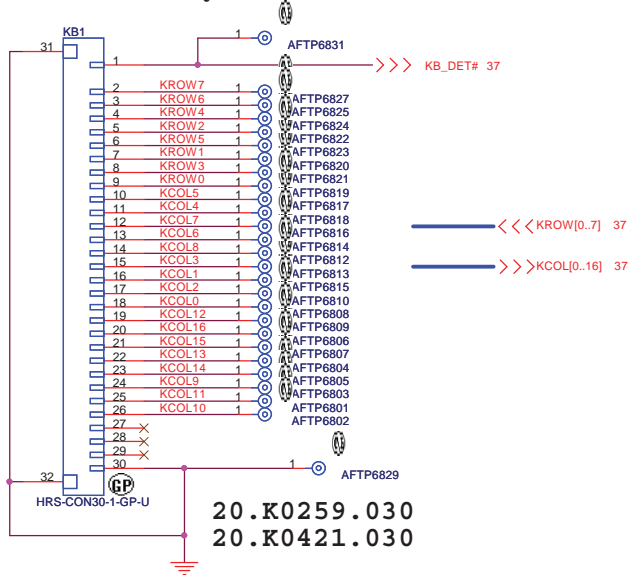 KB1
31
1
1
AFTP6831
KB_DET# 37
2 KROW7 1 AFTP6827
3 KROW6 1 AFTP6825
4 KROW4 1 AFTP6824
5 KROW2 1 AFTP6822
6 KROW5 1 AFTP6823
7 KROW1 1 AFTP6820
8 KROW3 1 AFTP6821
9 KROW0 1 AFTP6819
10 KCOL5 1 AFTP6817
11 KCOL4 1 AFTP6818
12 KCOL7 1 AFTP6816
13 KCOL6 1 AFTP6814
14 KCOL8 1 AFTP6812
15 KCOL3 1 AFTP6813
16 KCOL1 1 AFTP6815
17 KCOL2 1 AFTP6810
18 KCOL0 1 AFTP6808
19 KCOL12 1 AFTP6809
20 KCOL16 1 AFTP6806
21 KCOL15 1 AFTP6807
22 KCOL13 1 AFTP6804
23 KCOL14 1 AFTP6805
24 KCOL9 1 AFTP6803
25 KCOL11 1 AFTP6801
26 KCOL10 1 AFTP6802
27
28
29
30
1
AFTP6829
32
GP
HRS-CON30-1-GP-U
KROW[0..7] 37
KCOL[0..16] 37
20.K0259.030
20.K0421.030